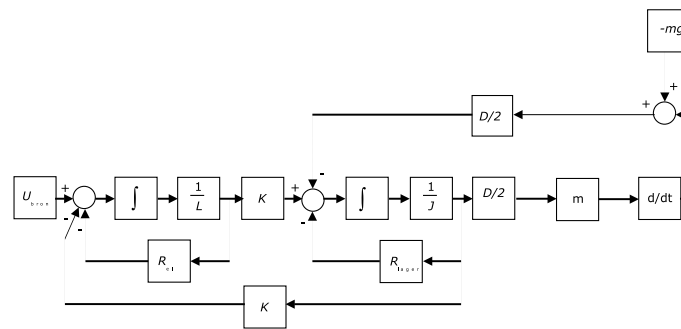 -mg
+
+
D/2
-
U bron
+
-
-
∫
1/L
K
+
-
∫
1/J
D/2
m
d/dt
R el
R lager
K